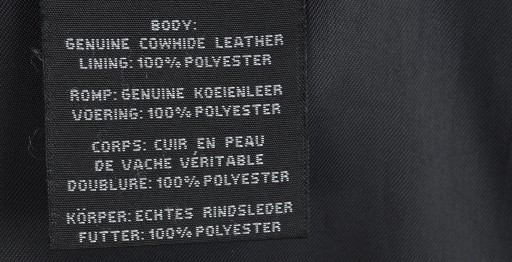 BODY:
GENUINE COWHIDE LEATHER
LINING: 100% POLYESTER
ROMP: GENUINE KOEIENLEER
VOERING: 100% POLYESTER
CORPS: CUIR EN PEAU
DE VACHE VÉRITABLE
DOUBLURE: 100% POLYESTER
KÖRPER: ECHTES RINDSLEDER
FUTTER: 100% POLYESTER